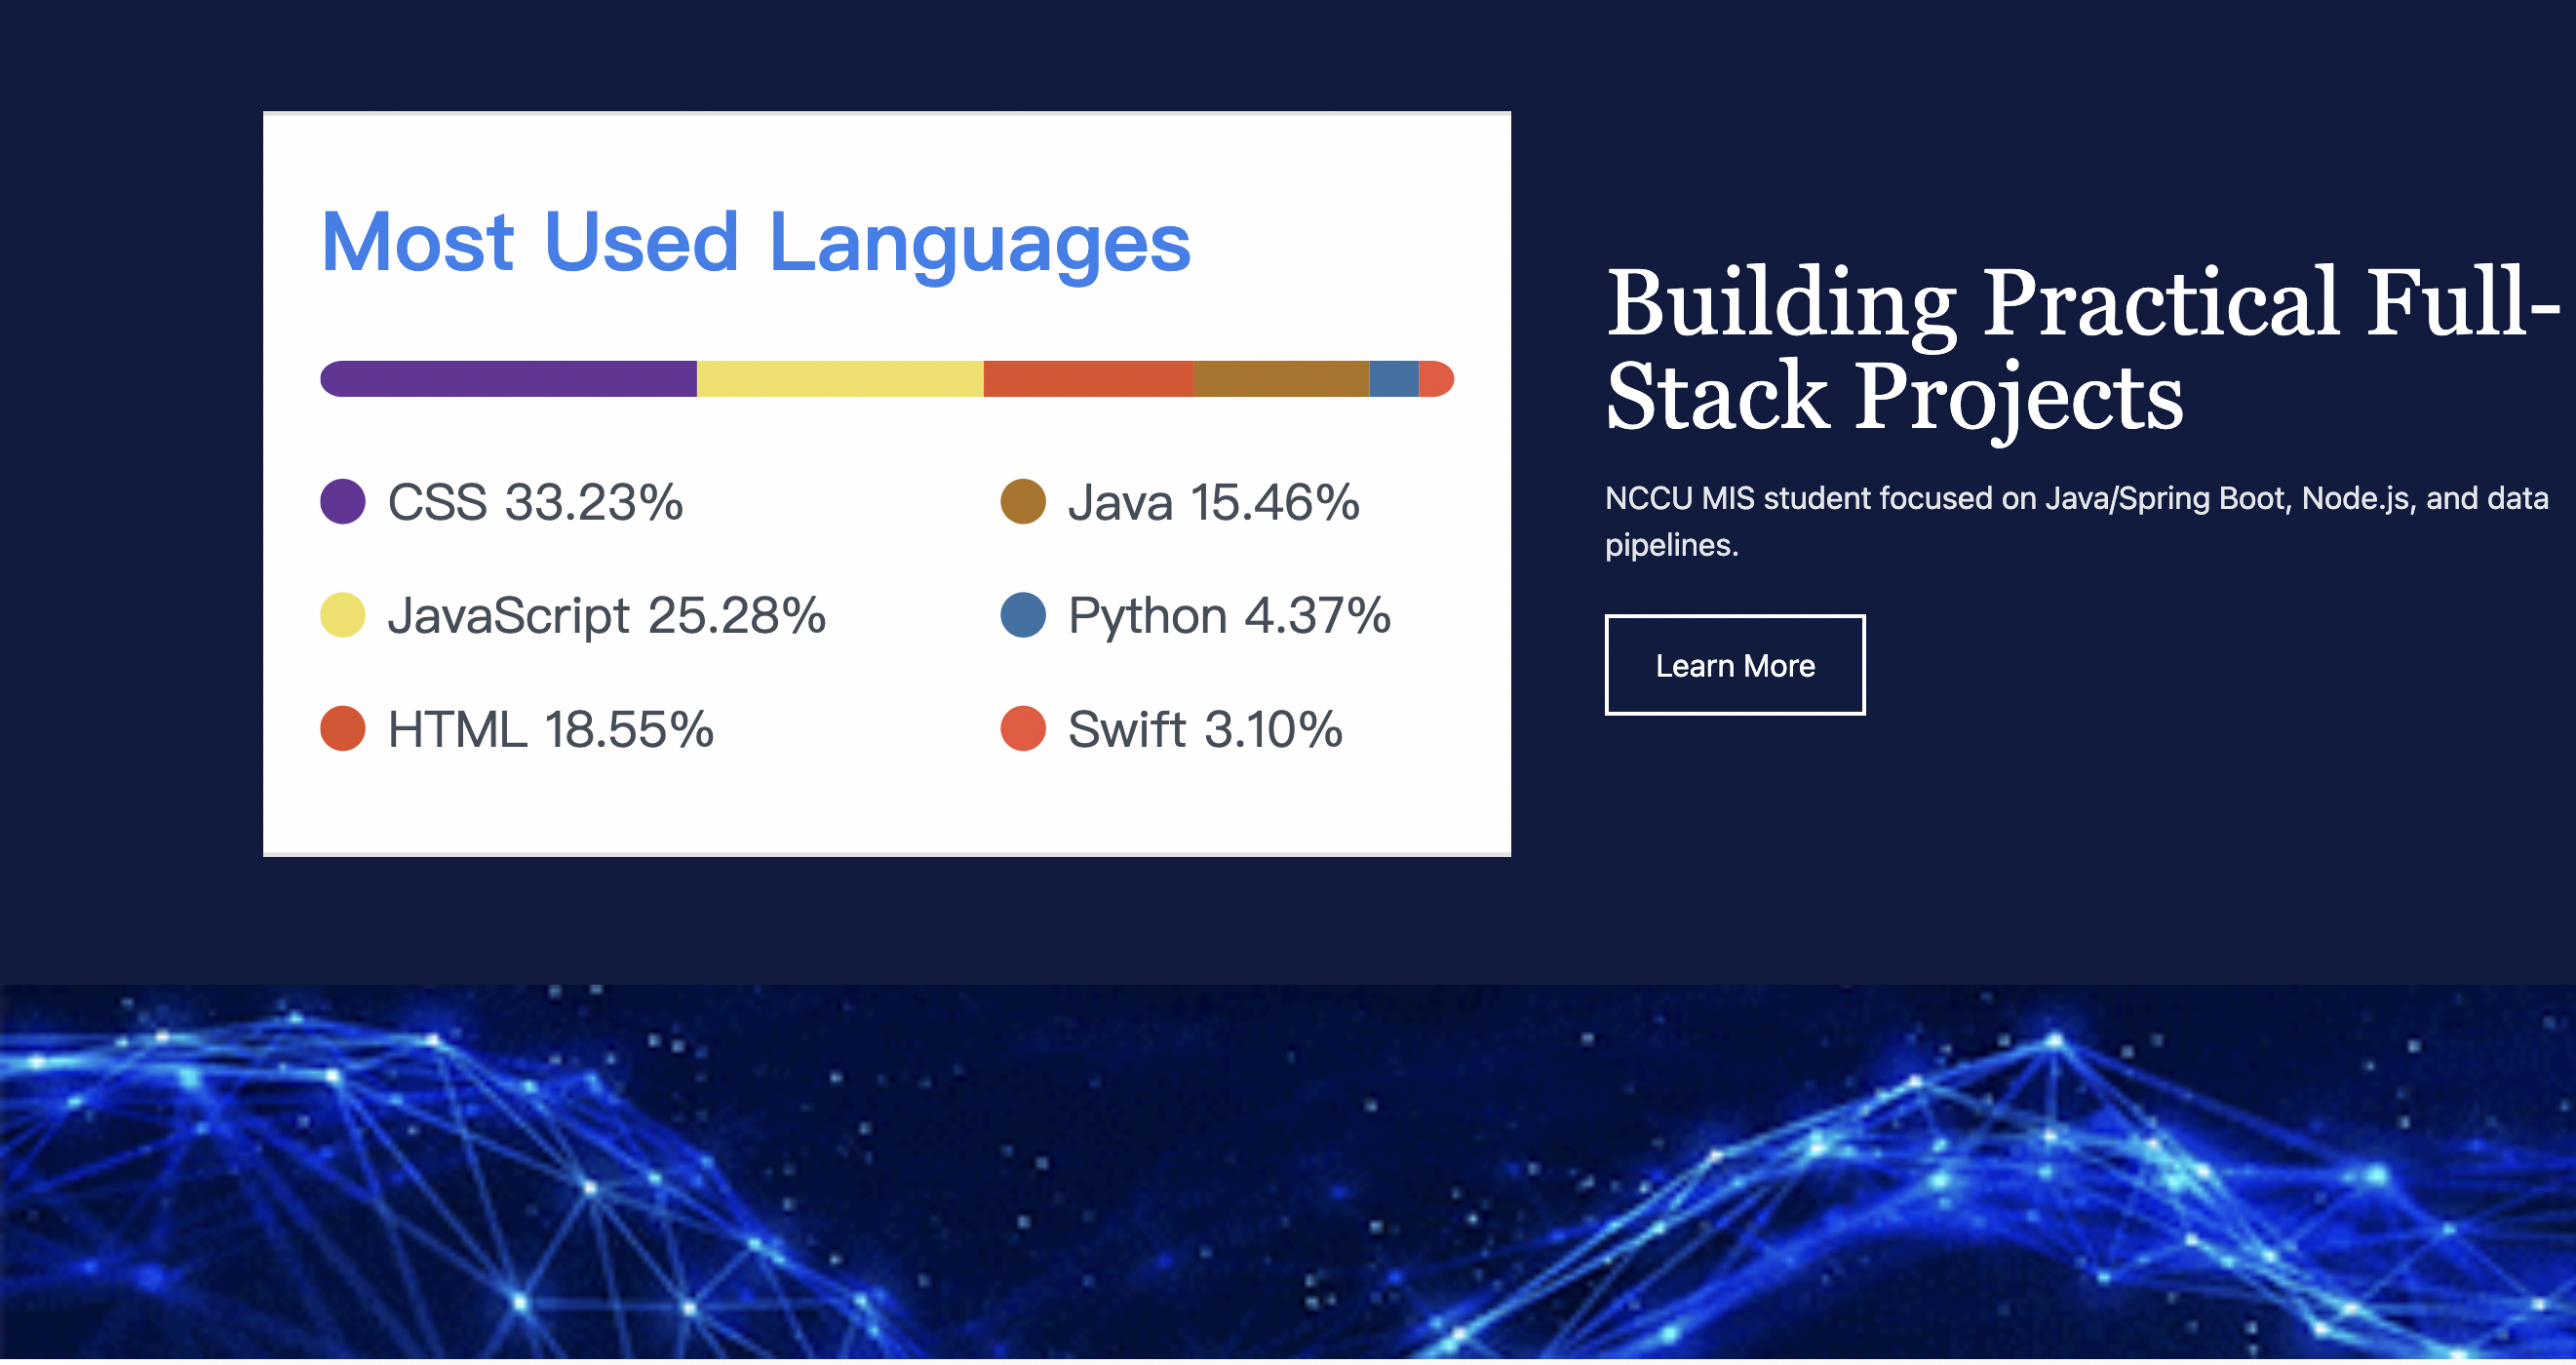 Most Used Languages
CSS 33.23%
JavaScript 25.28%
HTML 18.55%
Java 15.46%
Python 4.37%
Swift 3.10%
Building Practical Full-
Stack Projects
NCCU MIS student focused on Java/Spring Boot, Node.js, and data
pipelines.
Learn More